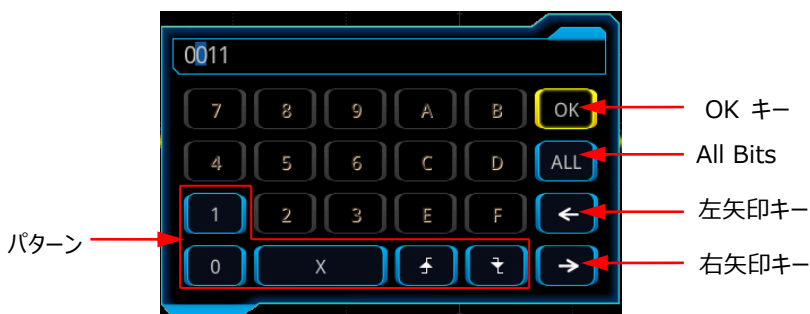 0011
7 8 9 A B OK
OK キー
4 5 6 C D ALL
All Bits
1 2 3 E F ←
左矢印キー
パターン
0 X →
右矢印キー